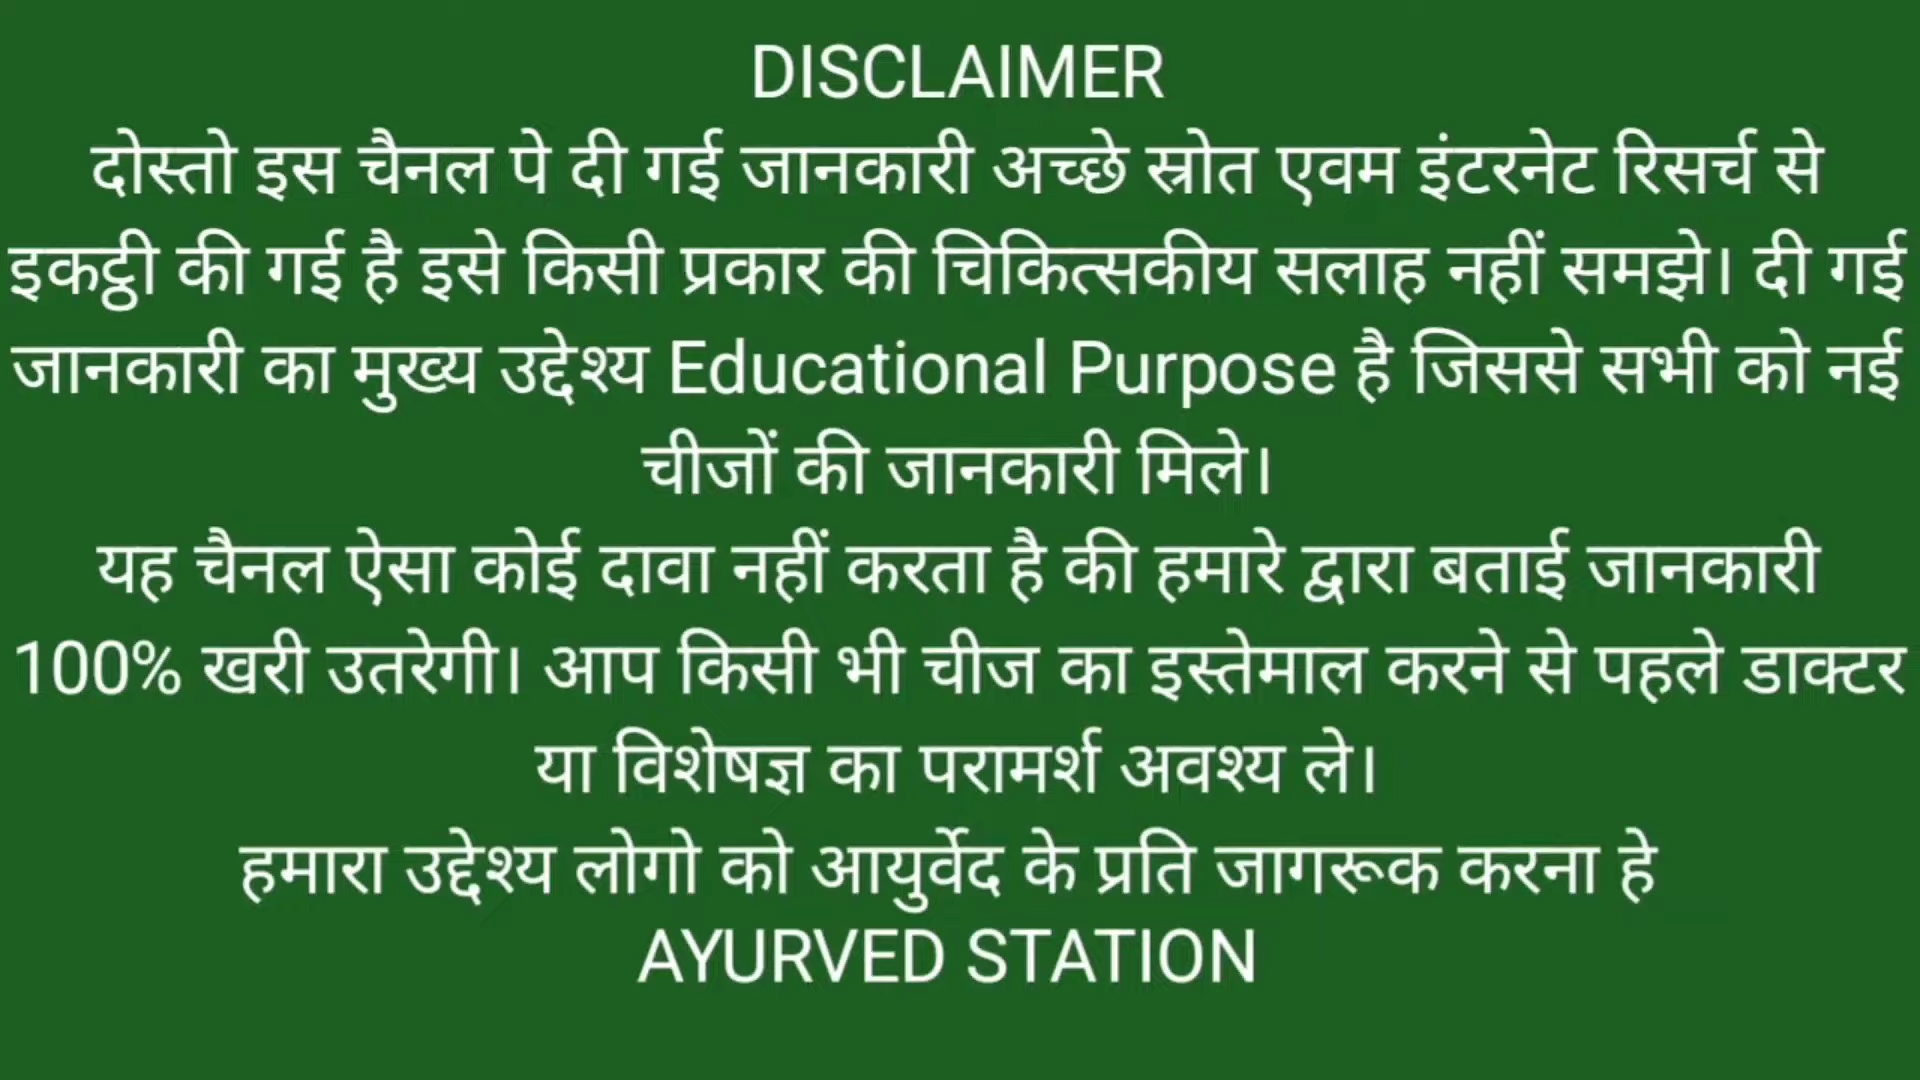 DISCLAIMER
दोस्तो इस चैनल पे दी गई जानकारी अच्छे स्रोत एवम इंटरनेट रिसर्च से
इकट्ठी की गई है इसे किसी प्रकार की चिकित्सकीय सलाह नहीं समझे। दी गई
जानकारी का मुख्य उद्देश्य Educational Purpose है जिससे सभी को नई
चीजों की जानकारी मिले।
यह चैनल ऐसा कोई दावा नहीं करता है की हमारे द्वारा बताई जानकारी
100% खरी उतरेगी। आप किसी भी चीज का इस्तेमाल करने से पहले डाक्टर
या विशेषज्ञ का परामर्श अवश्य ले।
हमारा उद्देश्य लोगो को आयुर्वेद के प्रति जागरूक करना हे
AYURVED STATION